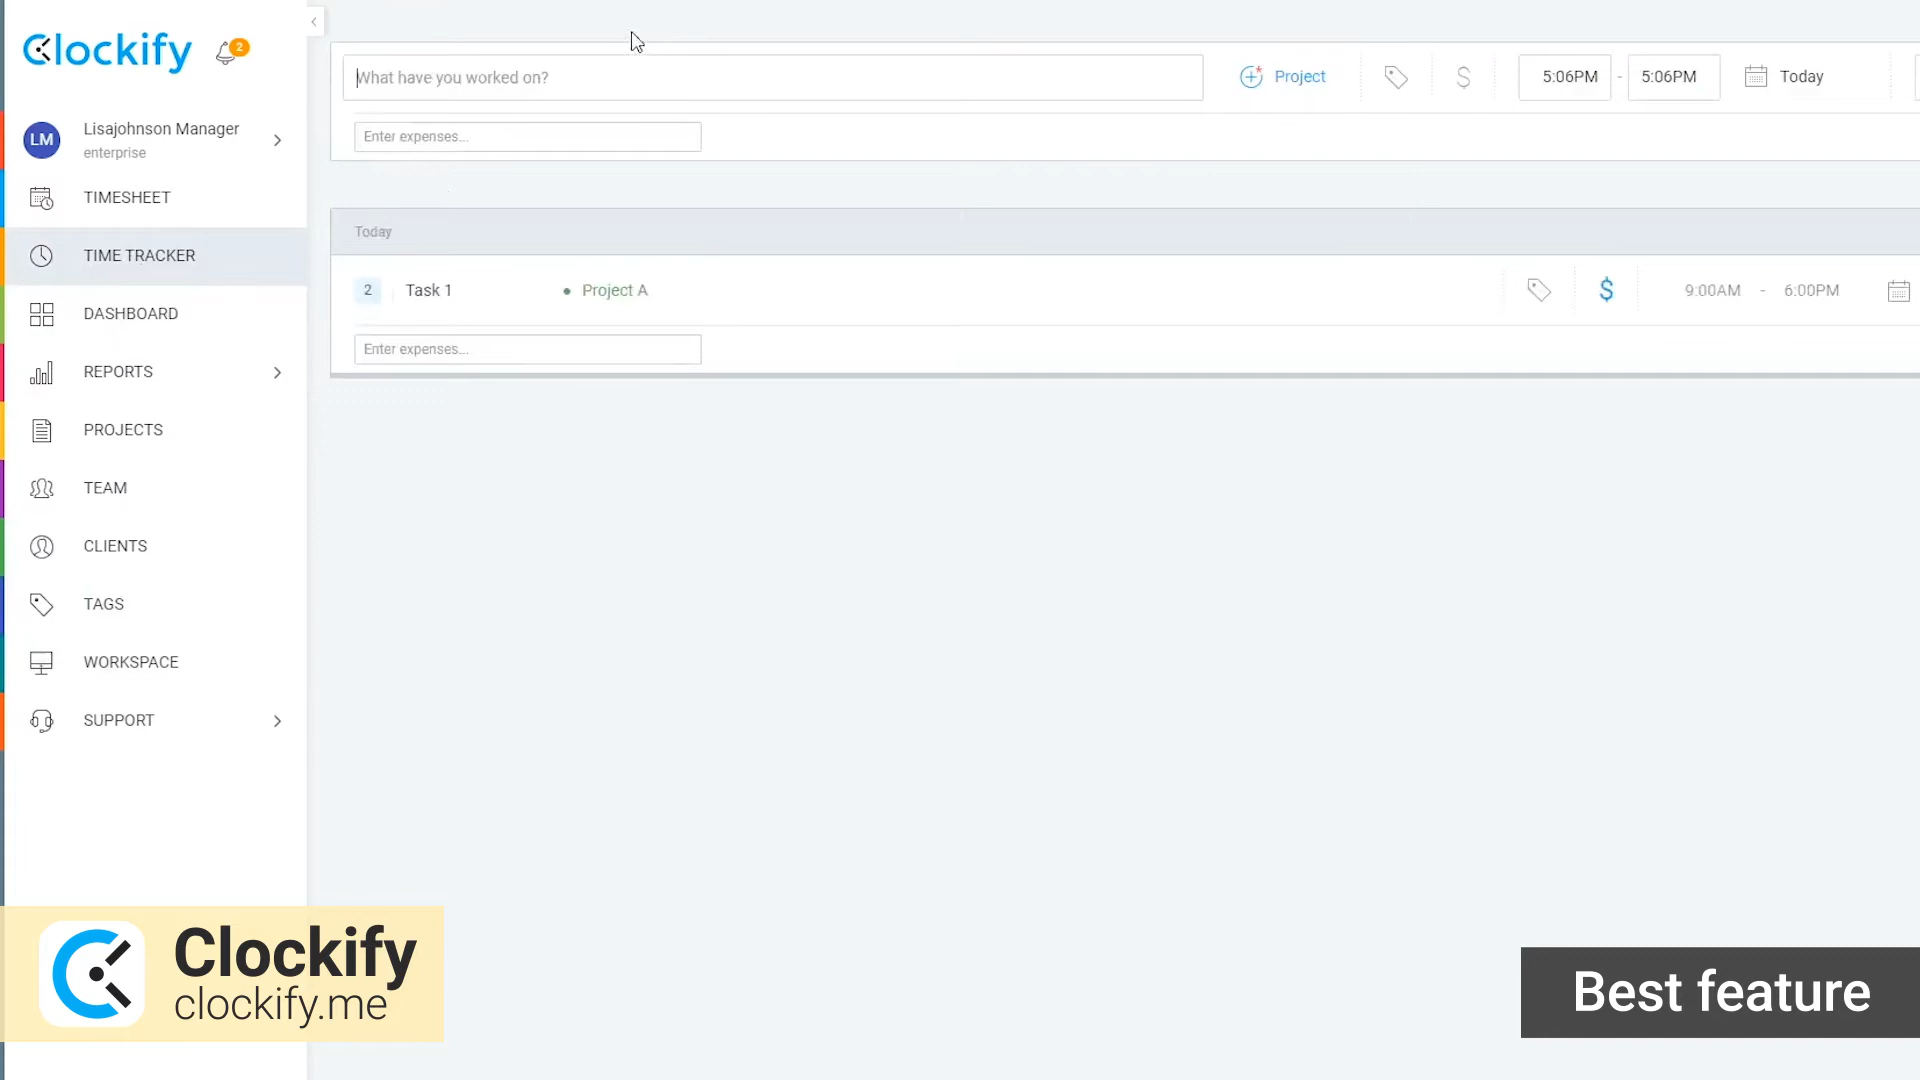 Clockify
2
LM
Lisajohnson Manager
enterprise
TIMESHEET
TIME TRACKER
DASHBOARD
REPORTS
PROJECTS
TEAM
CLIENTS
TAGS
WORKSPACE
SUPPORT
What have you worked on?
Project
$
5:06PM - 5:06PM
Today
Enter expenses...
Today
2 Task 1 • Project A
$
9:00AM - 6:00PM
Enter expenses...
Clockify
clockify.me
Best feature